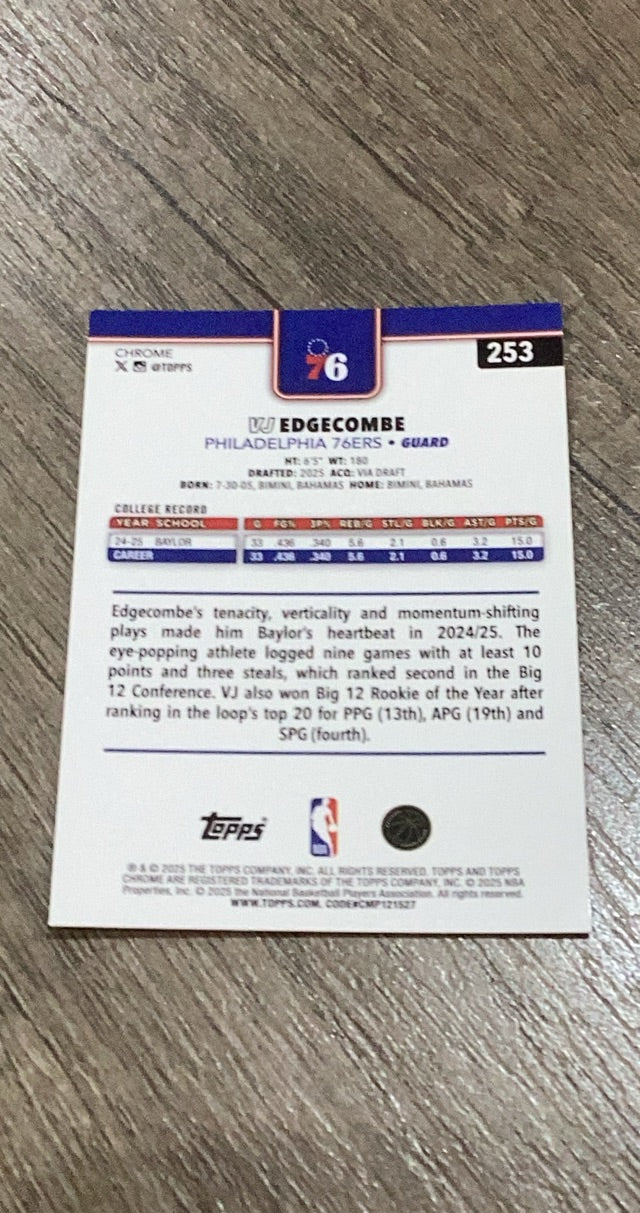 CHROME
253
@TOPPS
76
VJ EDGECOMBE
PHILADELPHIA 76ERS • GUARD
HT: 6'5" WT: 180
DRAFTED: 2025 ACQ: VIA DRAFT
BORN: 7-30-05, BIMINI, BAHAMAS HOME: BIMINI, BAHAMAS
COLLEGE RECORD
YEAR SCHOOL G FG% 3P% REB/G STL/G BLK/G AST/G PTS/G
24-25 BAYLOR 33 .436 .340 5.6 2.1 0.6 3.2 15.0
CAREER 33 .436 .340 5.6 2.1 0.6 3.2 15.0
Edgecombe's tenacity, verticality and momentum-shifting
plays made him Baylor's heartbeat in 2024/25. The
eye-popping athlete logged nine games with at least 10
points and three steals, which ranked second in the Big
12 Conference. VJ also won Big 12 Rookie of the Year after
ranking in the loop's top 20 for PPG (13th), APG (19th) and
SPG (fourth).
topps
NBA
® & © 2025 THE TOPPS COMPANY, INC. ALL RIGHTS RESERVED. TOPPS AND TOPPS
CHROME ARE REGISTERED TRADEMARKS OF THE TOPPS COMPANY, INC. © 2025 NBA
Properties, Inc. © 2025 the National Basketball Players Association. All rights reserved.
WWW.TOPPS.COM. CODE#CMP121527